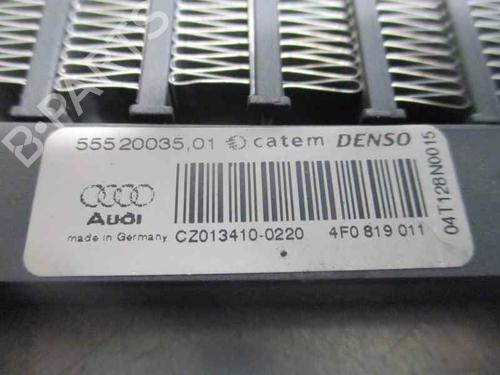 55520035,01 catem DENSO
Audi
made in Germany CZ013410-0220 4F0 819 011
04T128N0015
B-PARTS